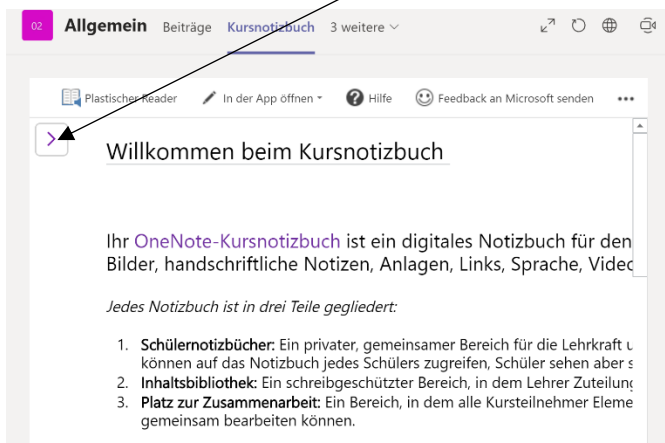 02 Allgemein Beiträge Kursnotizbuch 3 weitere
Plastischer Reader In der App öffnen Hilfe Feedback an Microsoft senden
Willkommen beim Kursnotizbuch
Ihr OneNote-Kursnotizbuch ist ein digitales Notizbuch für den
Bilder, handschriftliche Notizen, Anlagen, Links, Sprache, Video
Jedes Notizbuch ist in drei Teile gegliedert:
1. Schülernotizbücher: Ein privater, gemeinsamer Bereich für die Lehrkraft
können auf das Notizbuch jedes Schülers zugreifen, Schüler sehen aber
2. Inhaltsbibliothek: Ein schreibgeschützter Bereich, in dem Lehrer Zuteilung
3. Platz zur Zusammenarbeit: Ein Bereich, in dem alle Kursteilnehmer Eleme
gemeinsam bearbeiten können.